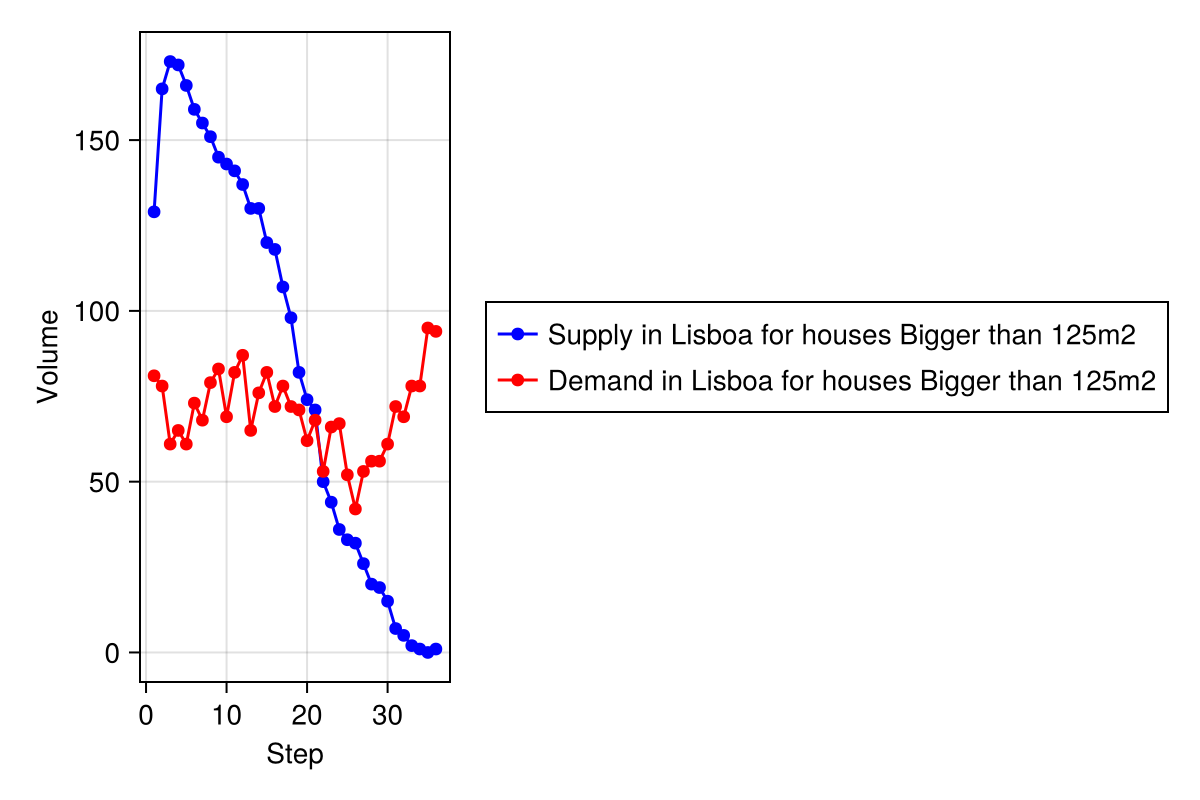 150
100
50
0
Volume
0 10 20 30
Step
Supply in Lisboa for houses Bigger than 125m2
Demand in Lisboa for houses Bigger than 125m2